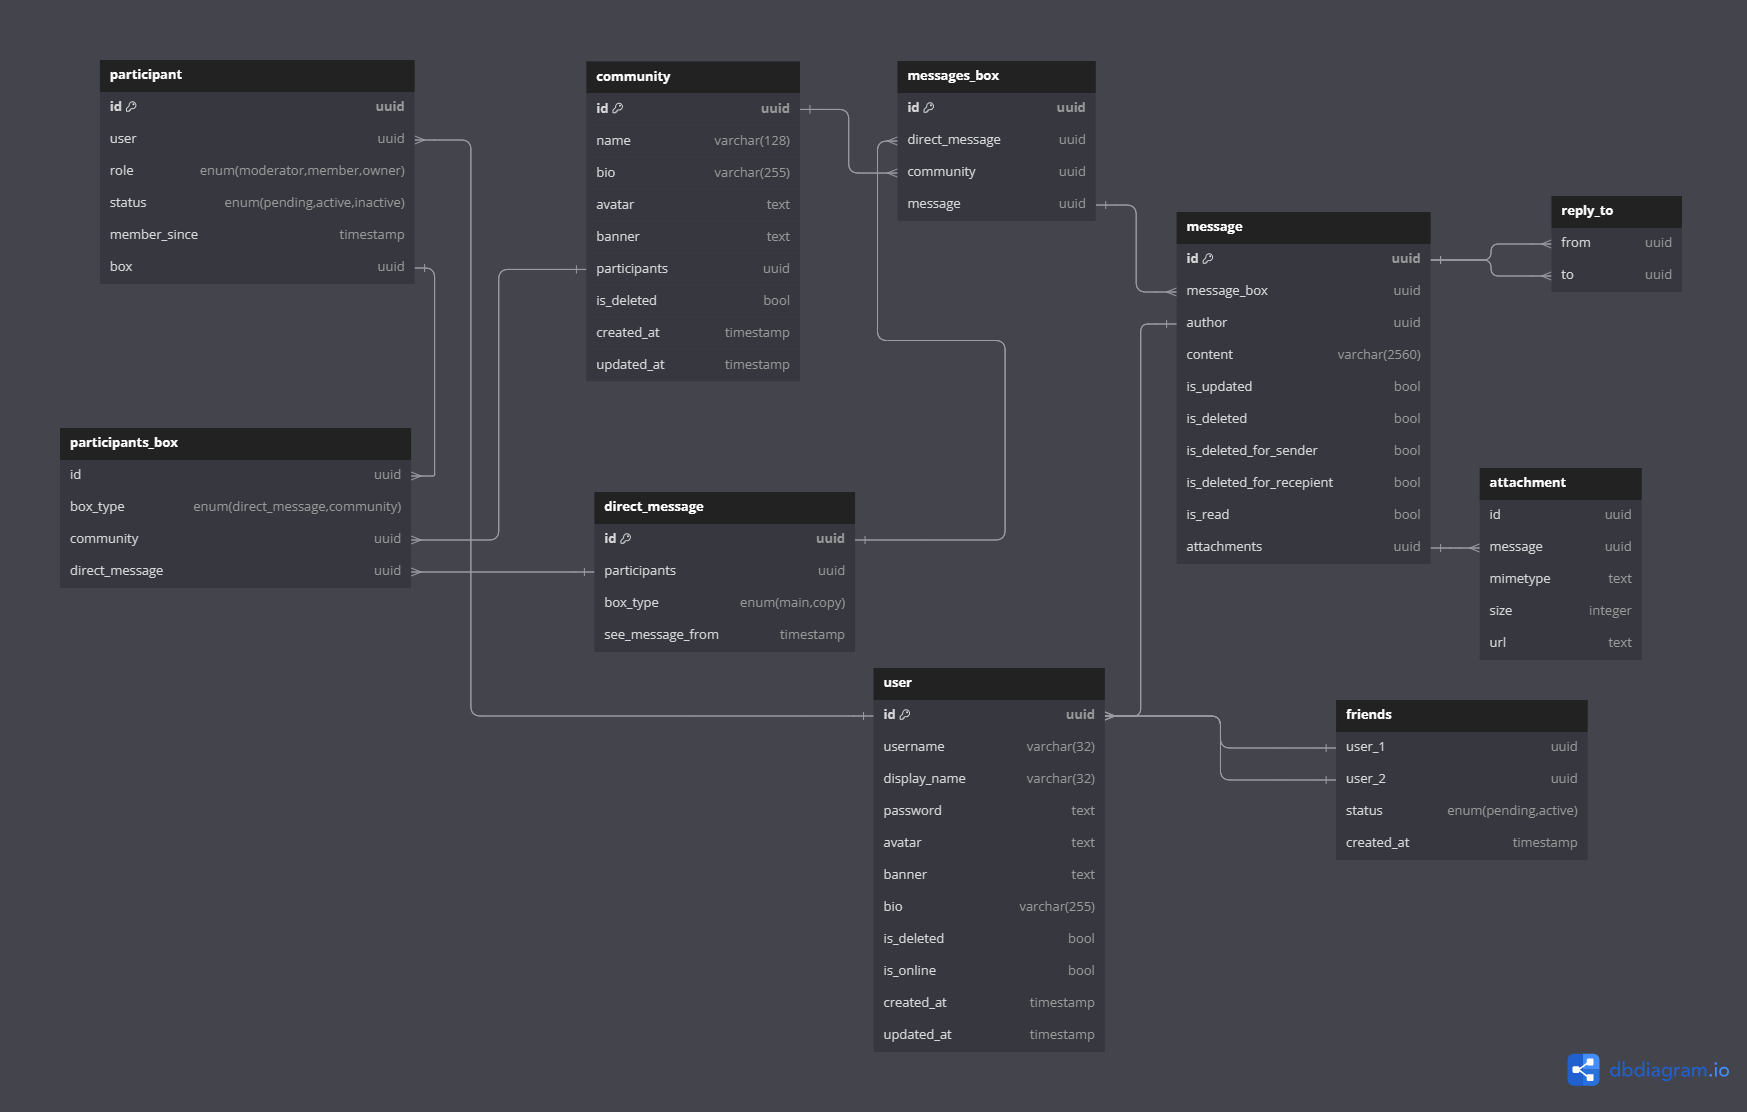 participant
id uuid
user uuid
role enum(moderator,member,owner)
status enum(pending,active,inactive)
member_since timestamp
box uuid
community
id uuid
name varchar(128)
bio varchar(255)
avatar text
banner text
participants uuid
is_deleted bool
created_at timestamp
updated_at timestamp
messages_box
id uuid
direct_message uuid
community uuid
message uuid
message
id uuid
message_box uuid
author uuid
content varchar(2560)
is_updated bool
is_deleted bool
is_deleted_for_sender bool
is_deleted_for_recepient bool
is_read bool
attachments uuid
reply_to
from uuid
to uuid
participants_box
id uuid
box_type enum(direct_message,community)
community uuid
direct_message uuid
direct_message
id uuid
participants uuid
box_type enum(main,copy)
see_message_from timestamp
attachment
id uuid
message uuid
mimetype text
size integer
url text
user
id uuid
username varchar(32)
display_name varchar(32)
password text
avatar text
banner text
bio varchar(255)
is_deleted bool
is_online bool
created_at timestamp
updated_at timestamp
friends
user_1 uuid
user_2 uuid
status enum(pending,active)
created_at timestamp
dbdiagram.io